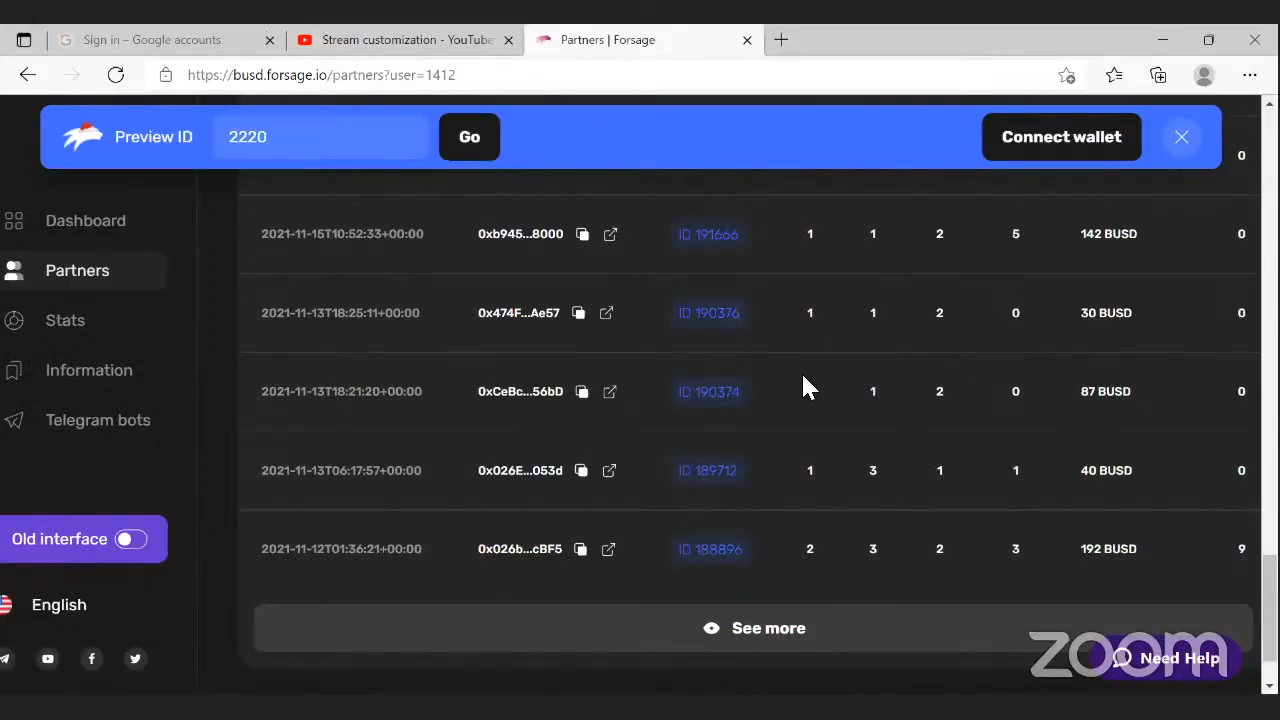 Sign in – Google accounts
Stream customization - YouTube
Partners | Forsage
https://busd.forsage.io/partners?user=1412
Preview ID
2220
Go
Connect wallet
0
Dashboard
Partners
Stats
Information
Telegram bots
Old interface
English
2021-11-15T10:52:33+00:00 0xb945...8000 ID 191666 1 1 2 5 142 BUSD 0
2021-11-13T18:25:11+00:00 0x474F...Ae57 ID 190376 1 1 2 0 30 BUSD 0
2021-11-13T18:21:20+00:00 0xCeBc...56bD ID 190374 1 2 0 87 BUSD 0
2021-11-13T06:17:57+00:00 0x026E...053d ID 189712 1 3 1 1 40 BUSD 0
2021-11-12T01:36:21+00:00 0x026b...cBF5 ID 188896 2 3 2 3 192 BUSD 9
See more
Need Help
zoom